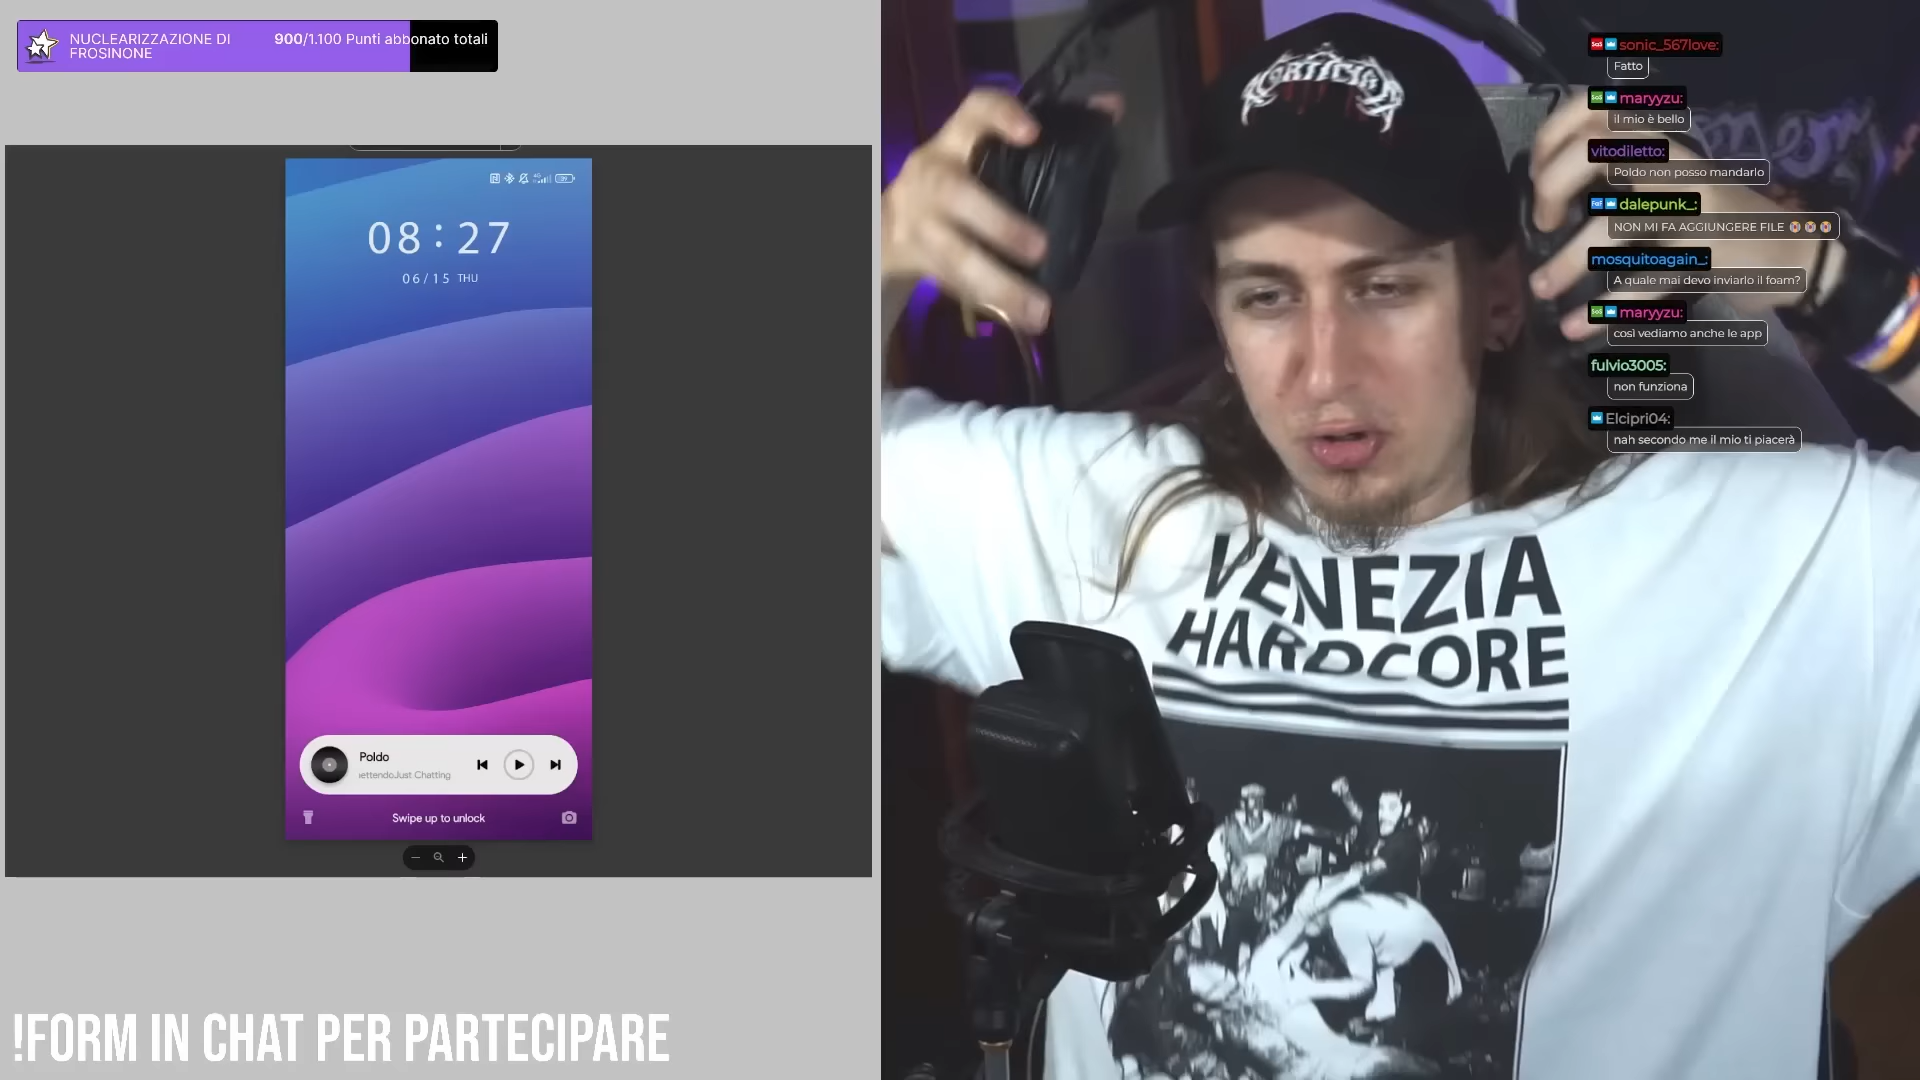 NUCLEARIZZAZIONE DI
FROSINONE
900/1.100 Punti abbonato totali
08:27
06/15 THU
Poldo
Just Chatting
Swipe up to unlock
!FORM IN CHAT PER PARTECIPARE
VENEZIA
HARDCORE
sonic_567love:
Fatto
maryyzu:
il mio è bello
vitodiletto:
Poldo non posso mandarlo
dalepunk_:
NON MI FA AGGIUNGERE FILE
mosquitoagain_:
A quale mai devo inviarlo il foam?
maryyzu:
così vediamo anche le app
fulvio3005:
non funziona
Elcipri04:
nah secondo me il mio ti piacerà